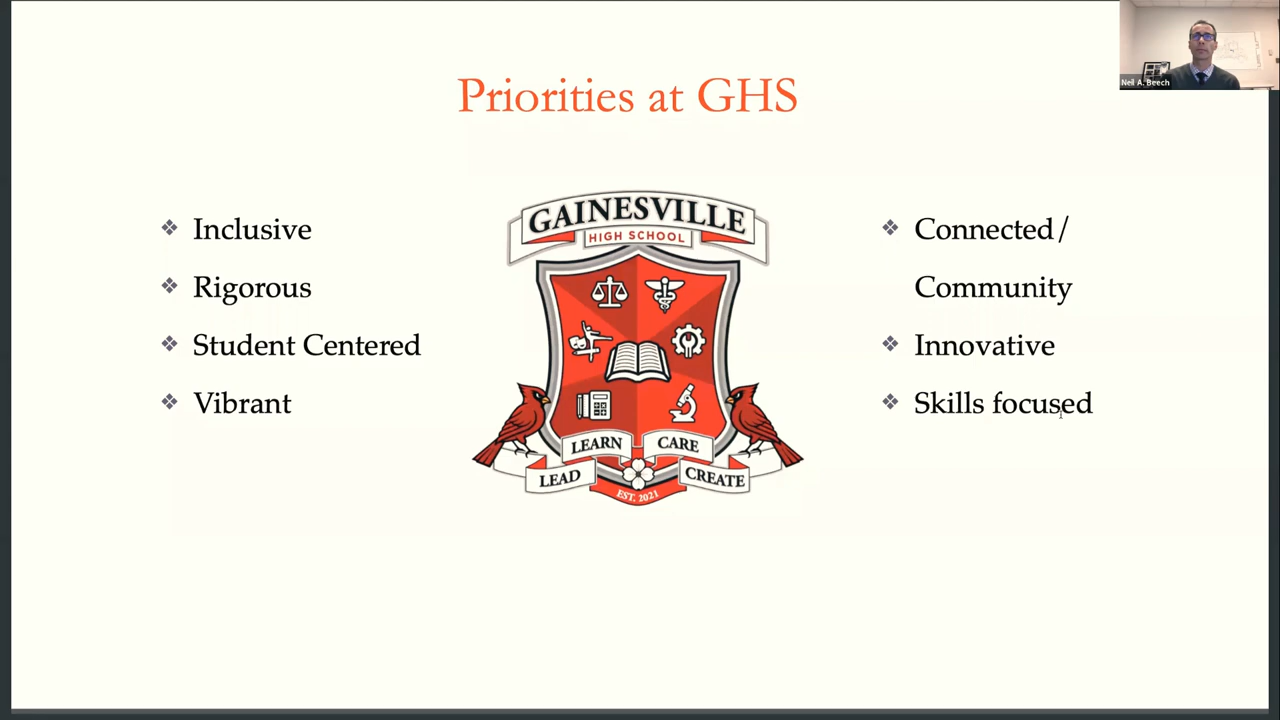 Neil A. Beech
Priorities at GHS
Inclusive
Rigorous
Student Centered
Vibrant
GAINESVILLE
HIGH SCHOOL
LEARN CARE
LEAD CREATE
EST. 2021
Connected/
Community
Innovative
Skills focused